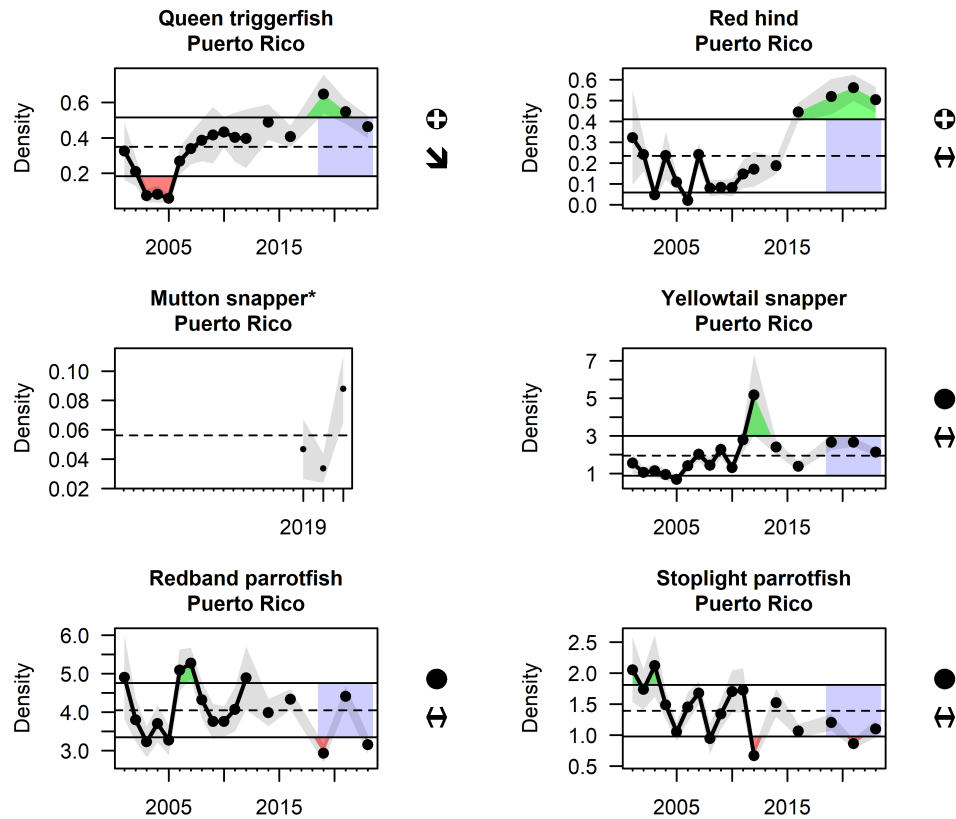 Queen triggerfish
Puerto Rico
Density
0.6
0.4
0.2
2005 2015
Red hind
Puerto Rico
Density
0.6
0.5
0.4
0.3
0.2
0.1
0.0
2005 2015
Mutton snapper*
Puerto Rico
Density
0.10
0.08
0.06
0.04
0.02
2019
Yellowtail snapper
Puerto Rico
Density
7
5
3
1
2005 2015
Redband parrotfish
Puerto Rico
Density
6.0
5.0
4.0
3.0
2005 2015
Stoplight parrotfish
Puerto Rico
Density
2.5
2.0
1.5
1.0
0.5
2005 2015